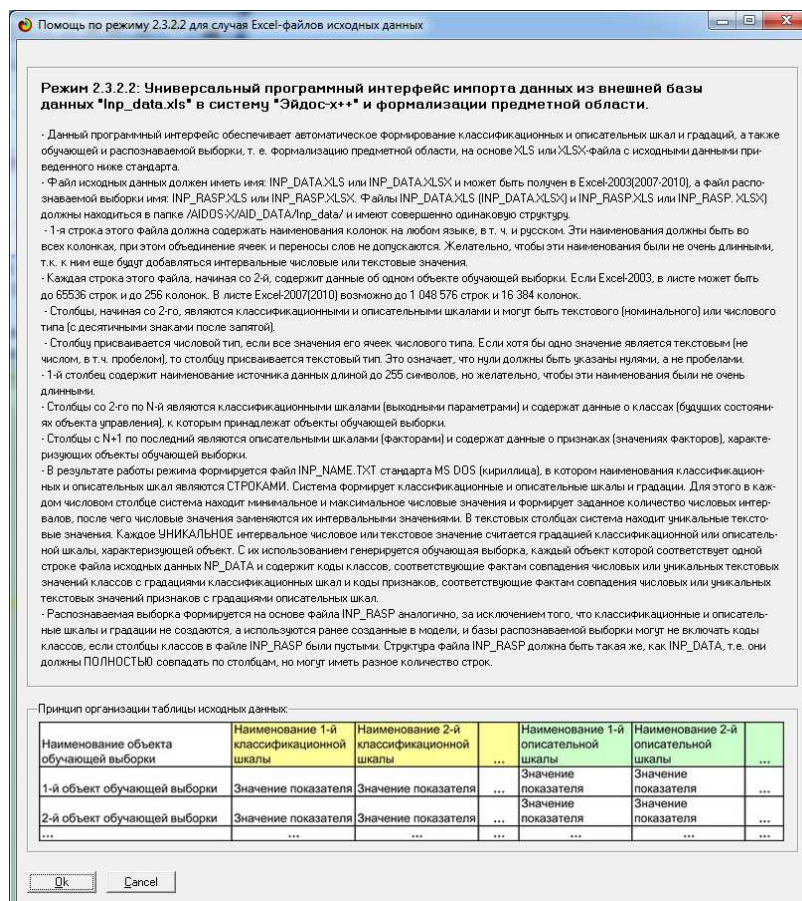 Помощь по режиму 2.3.2.2 для случая Excel-файлов исходных данных
Режим 2.3.2.2: Универсальный программный интерфейс импорта данных из внешней базы
данных "Inp_data.xls" в систему "Эйдос-x++" и формализации предметной области.
- Данный программный интерфейс обеспечивает автоматическое формирование классификационных и описательных шкал и градаций, а также
обучающей и распознаваемой выборки, т. е. формализацию предметной области, на основе XLS или XLSX-файла с исходными данными при-
веденного ниже стандарта.
- Файл исходных данных должен иметь имя: INP_DATA.XLS или INP_DATA.XLSX и может быть получен в Excel-2003(2007-2010), а файл распо-
знаваемой выборки имя: INP_RASP.XLS или INP_RASP.XLSX. Файлы INP_DATA.XLS (INP_DATA.XLSX) и INP_RASP.XLS или INP_RASP. XLSX)
должны находиться в папке /AIDOS-X/AID_DATA/Inp_data/ и имеют совершенно одинаковую структуру.
- 1-я строка этого файла должна содержать наименования колонок на любом языке, в т. ч. и русском. Эти наименования должны быть во
всех колонках, при этом объединение ячеек и переносы слов не допускаются. Желательно, чтобы эти наименования были не очень длинными,
т.к. к ним еще будут добавляться интервальные числовые или текстовые значения.
- Каждая строка этого файла, начиная со 2-й, содержит данные об одном объекте обучающей выборки. Если Excel-2003, в листе может быть
до 65536 строк и до 256 колонок. В листе Excel-2007(2010) возможно до 1 048 576 строк и 16 384 колонок.
- Столбцы, начиная со 2-го, являются классификационными и описательными шкалами и могут быть текстового (номинального) или числового
типа (с десятичными знаками после запятой).
- Столбцу присваивается числовой тип, если все значения его ячеек числового типа. Если хотя бы одно значение является текстовым (не
числом, в т.ч. пробелом), то столбцу присваивается текстовый тип. Это означает, что нули должны быть указаны нулями, а не пробелами.
- 1-й столбец содержит наименование источника данных длиной до 255 символов, но желательно, чтобы эти наименования были не очень
длинными.
- Столбцы со 2-го по N-й являются классификационными шкалами (выходными параметрами) и содержат данные о классах (будущих состояни-
ях объекта управления), к которым принадлежат объекты обучающей выборки.
- Столбцы с N+1 по последний являются описательными шкалами (факторами) и содержат данные о признаках (значениях факторов), характе-
ризующих объекты обучающей выборки.
- В результате работы режима формируется файл INP_NAME.TXT стандарта MS DOS (кириллица), в котором наименования классификацион-
ных и описательных шкал являются СТРОКАМИ. Система формирует классификационные и описательные шкалы и градации. Для этого в каж-
дом числовом столбце система находит минимальное и максимальное числовые значения и формирует заданное количество числовых интер-
валов, после чего числовые значения заменяются их интервальными значениями. В текстовых столбцах система находит уникальные тексто-
вые значения. Каждое УНИКАЛЬНОЕ интервальное числовое или текстовое значение считается градацией классификационной или описатель-
ной шкалы, характеризующей объект. С их использованием генерируется обучающая выборка, каждый объект которой соответствует одной
строке файла исходных данных NP_DATA и содержит коды классов, соответствующие фактам совпадения числовых или уникальных текстовых
значений классов с градациями классификационных шкал и коды признаков, соответствующие фактам совпадения числовых или уникальных
текстовых значений признаков с градациями описательных шкал.
- Распознаваемая выборка формируется на основе файла INP_RASP аналогично, за исключением того, что классификационные и описатель-
ные шкалы и градации не создаются, а используются ранее созданные в модели, и базы распознаваемой выборки могут не включать коды
классов, если столбцы классов в файле INP_RASP были пустыми. Структура файла INP_RASP должна быть такая же, как INP_DATA, т.е. они
должны ПОЛНОСТЬЮ совпадать по столбцам, но могут иметь разное количество строк.
Принцип организации таблицы исходных данных:
Наименование объекта обучающей выборки Наименование 1-й классификационной шкалы Наименование 2-й классификационной шкалы ... Наименование 1-й описательной шкалы Наименование 2-й описательной шкалы ...
1-й объект обучающей выборки Значение показателя Значение показателя ... Значение показателя Значение показателя ...
2-й объект обучающей выборки Значение показателя Значение показателя ... Значение показателя Значение показателя ...
... ... ... ... ... ... ...
Ok Cancel